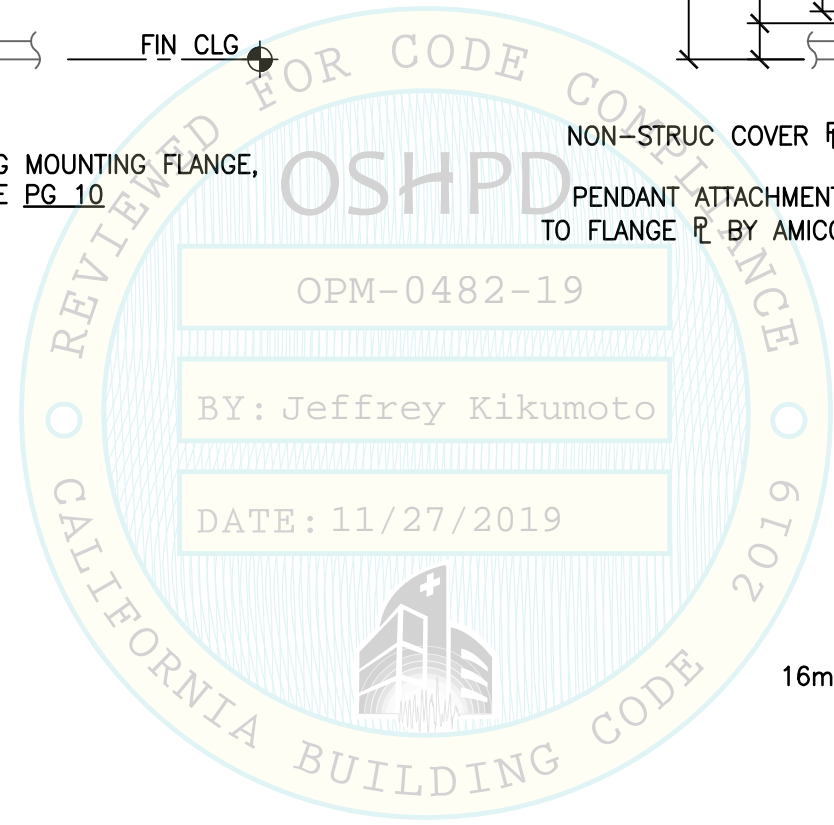 FIN CLG
G MOUNTING FLANGE,
E PG 10
NON-STRUC COVER ⅊
PENDANT ATTACHMENT
TO FLANGE ⅊ BY AMICO
16m
REVIEWED FOR CODE COMPLIANCE
OSHPD
OPM-0482-19
BY: Jeffrey Kikumoto
DATE: 11/27/2019
CALIFORNIA BUILDING CODE 2019